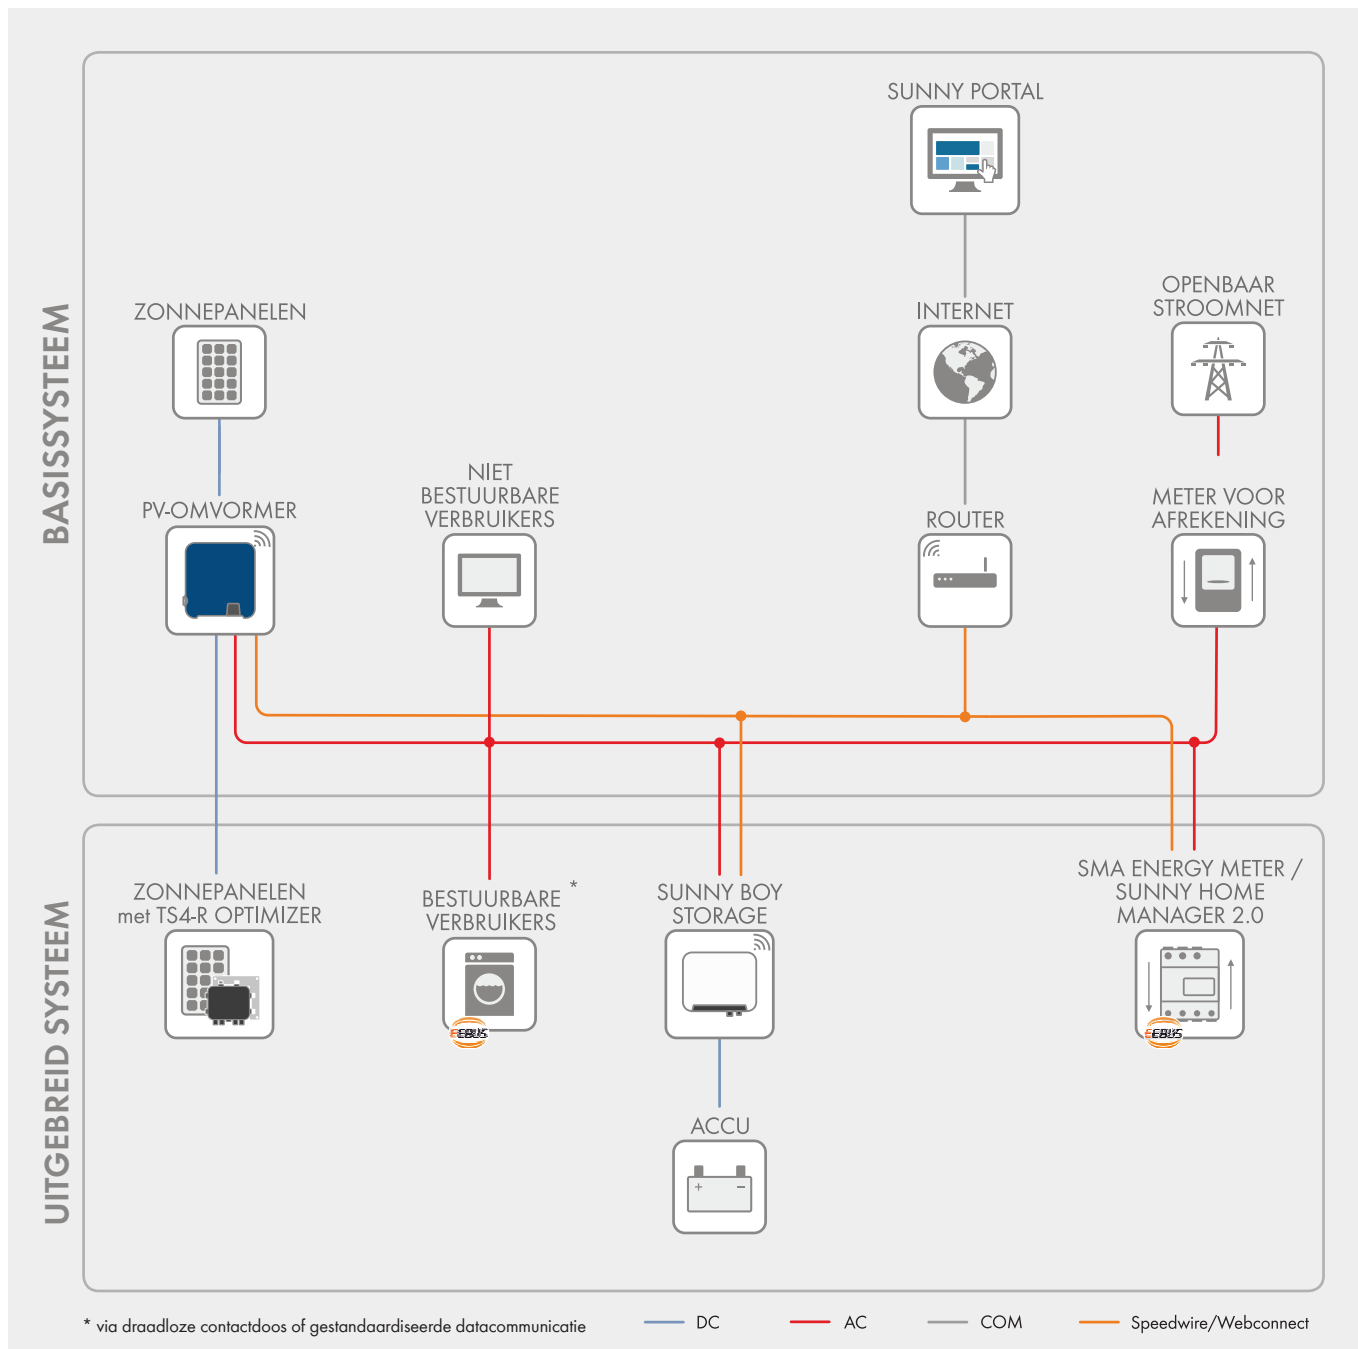 BASISSYSTEEM
SUNNY PORTAL
ZONNEPANELEN
INTERNET
OPENBAAR
STROOMNET
PV-OMVORMER
NIET
BESTUURBARE
VERBRUIKERS
ROUTER
METER VOOR
AFREKENING
UITGEBREID SYSTEEM
ZONNEPANELEN
met TS4-R OPTIMIZER
BESTUURBARE *
VERBRUIKERS
EEBUS
SUNNY BOY
STORAGE
SMA ENERGY METER /
SUNNY HOME
MANAGER 2.0
EEBUS
ACCU
+ −
* via draadloze contactdoos of gestandaardiseerde datacommunicatie
DC
AC
COM
Speedwire/Webconnect